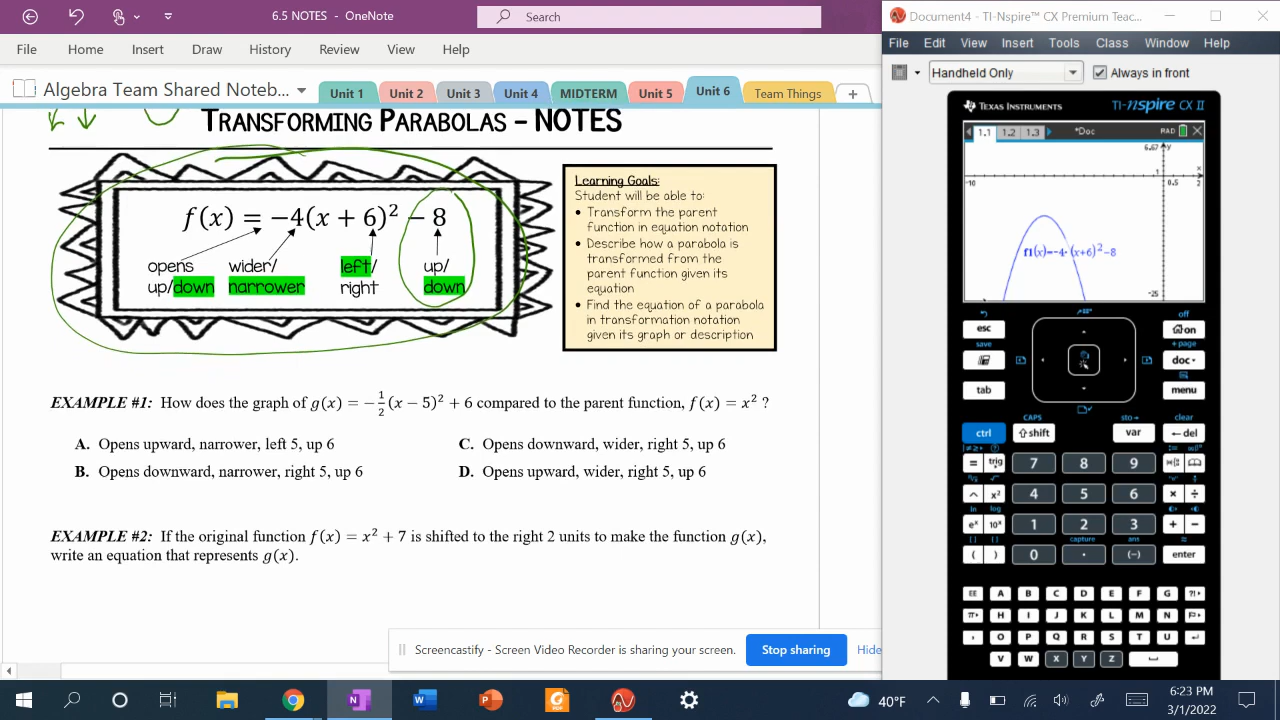 6.5 NOTES - OneNote
Search
File Home Insert Draw History View Help
Algebra Team Shared Noteb...
Unit 1 Unit 2 Unit 3 Unit 4 MIDTERM Unit 5 Unit 6 Team Things +
TRANSFORMING PARABOLAS – NOTES
f(x) = −4(x + 6)² − 8
opens up/down
wider/narrower
left/right
up/down
Learning Goals:
Student will be able to:
• Transform the parent
function in equation notation
• Describe how a parabola is
transformed from the
parent function given its
equation
• Find the equation of a parabola
in transformation notation
given its graph or description
EXAMPLE #1: How does the graph of g(x) = −1/2(x − 5)² + 6 compared to the parent function, f(x) = x² ?
A. Opens upward, narrower, left 5, up 6
B. Opens downward, narrower, right 5, up 6
C. Opens downward, wider, right 5, up 6
D. Opens upward, wider, right 5, up 6
EXAMPLE #2: If the original function f(x) = x² + 7 is shifted to the right 2 units to make the function g(x),
write an equation that represents g(x).
Screencastify - Screen Video Recorder is sharing your screen.
Stop sharing
Hide
Document4 - TI-Nspire™ CX Premium Teac...
File Edit View Insert Tools Class Window Help
Handheld Only
Always in front
TEXAS INSTRUMENTS
TI-nspire CX II
1.1 1.2 1.3 *Doc RAD
6.67 y
x
-10 1 0.5 2
f1(x)=-4·(x+6)²-8
-25
off
esc on
save + page
doc
tab menu
CAPS sto→ clear
ctrl shift var del
= trig 7 8 9
^ x² 4 5 6 × ÷
ln log
eˣ 10ˣ 1 2 3 + −
capture ans
( ) 0 . (−) enter
EE A B C D E F G ?!
π H I J K L M N
, O P Q R S T U
V W X Y Z
40°F
6:23 PM
3/1/2022